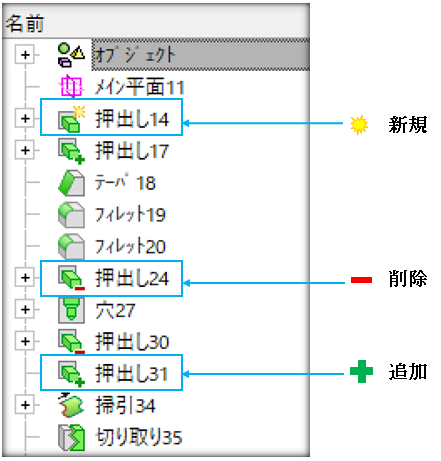 名前
ｵﾌﾞｼﾞｪｸﾄ
ﾒｲﾝ平面11
押出し14
新規
押出し17
ﾃｰﾊﾟ18
ﾌｨﾚｯﾄ19
ﾌｨﾚｯﾄ20
押出し24
削除
穴27
押出し30
押出し31
追加
掃引34
切り取り35